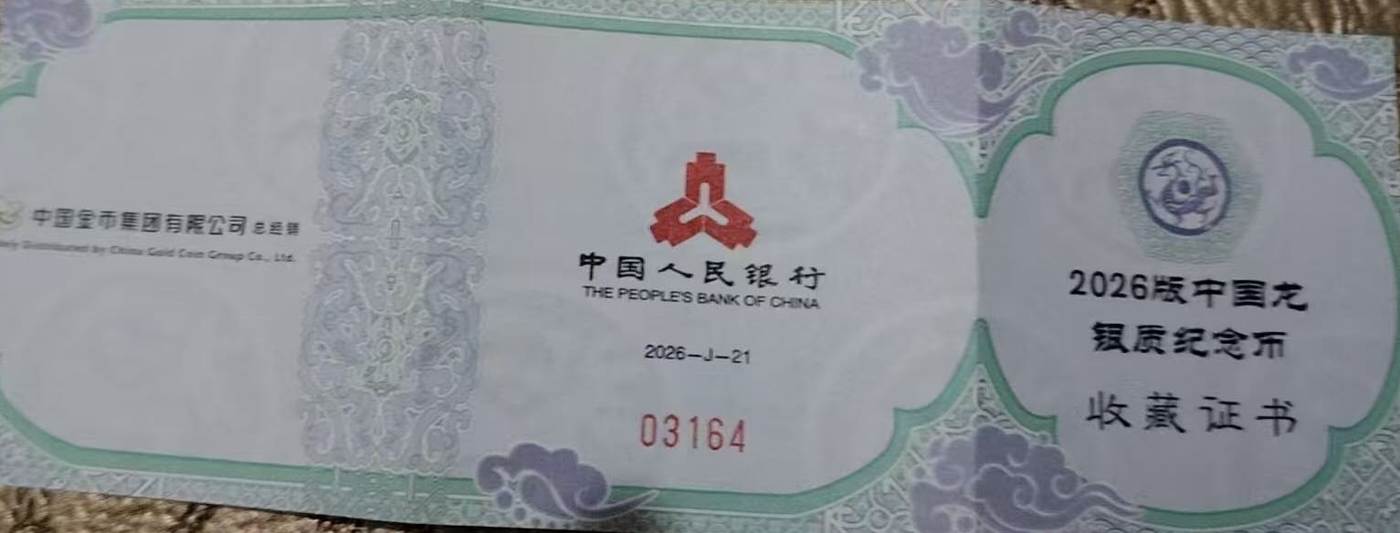 中国金币集团有限公司 总经销
Distributed by China Gold Coin Group Co., Ltd.
中国人民银行
THE PEOPLE'S BANK OF CHINA
2026-J-21
03164
2026版中国龙
银质纪念币
收藏证书